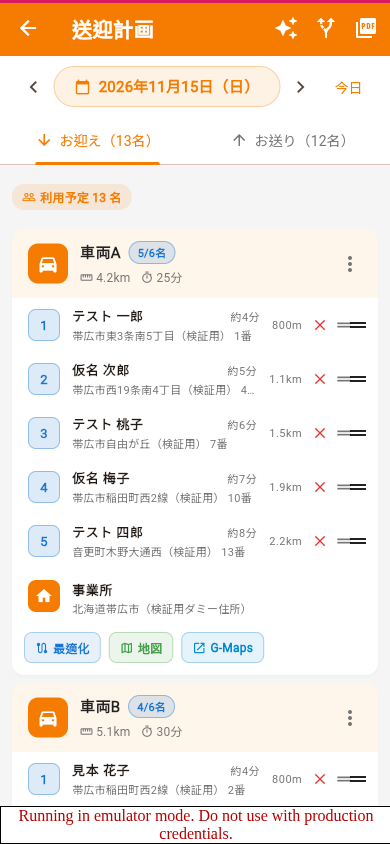 送迎計画
PDF
2026年11月15日（日）
今日
お迎え（13名）
お送り（12名）
利用予定 13 名
車両A
5/6名
4.2km
25分
1
テスト 一郎
約4分
帯広市東3条南5丁目（検証用） 1番
800m
2
仮名 次郎
約5分
帯広市西19条南4丁目（検証用） 4...
1.1km
3
テスト 桃子
約6分
帯広市自由が丘（検証用） 7番
1.5km
4
仮名 梅子
約7分
帯広市稲田町西2線（検証用） 10番
1.9km
5
テスト 四郎
約8分
音更町木野大通西（検証用） 13番
2.2km
事業所
北海道帯広市（検証用ダミー住所）
最適化
地図
G-Maps
車両B
4/6名
5.1km
30分
1
見本 花子
約4分
帯広市稲田町西2線（検証用） 2番
800m
Running in emulator mode. Do not use with production
credentials.